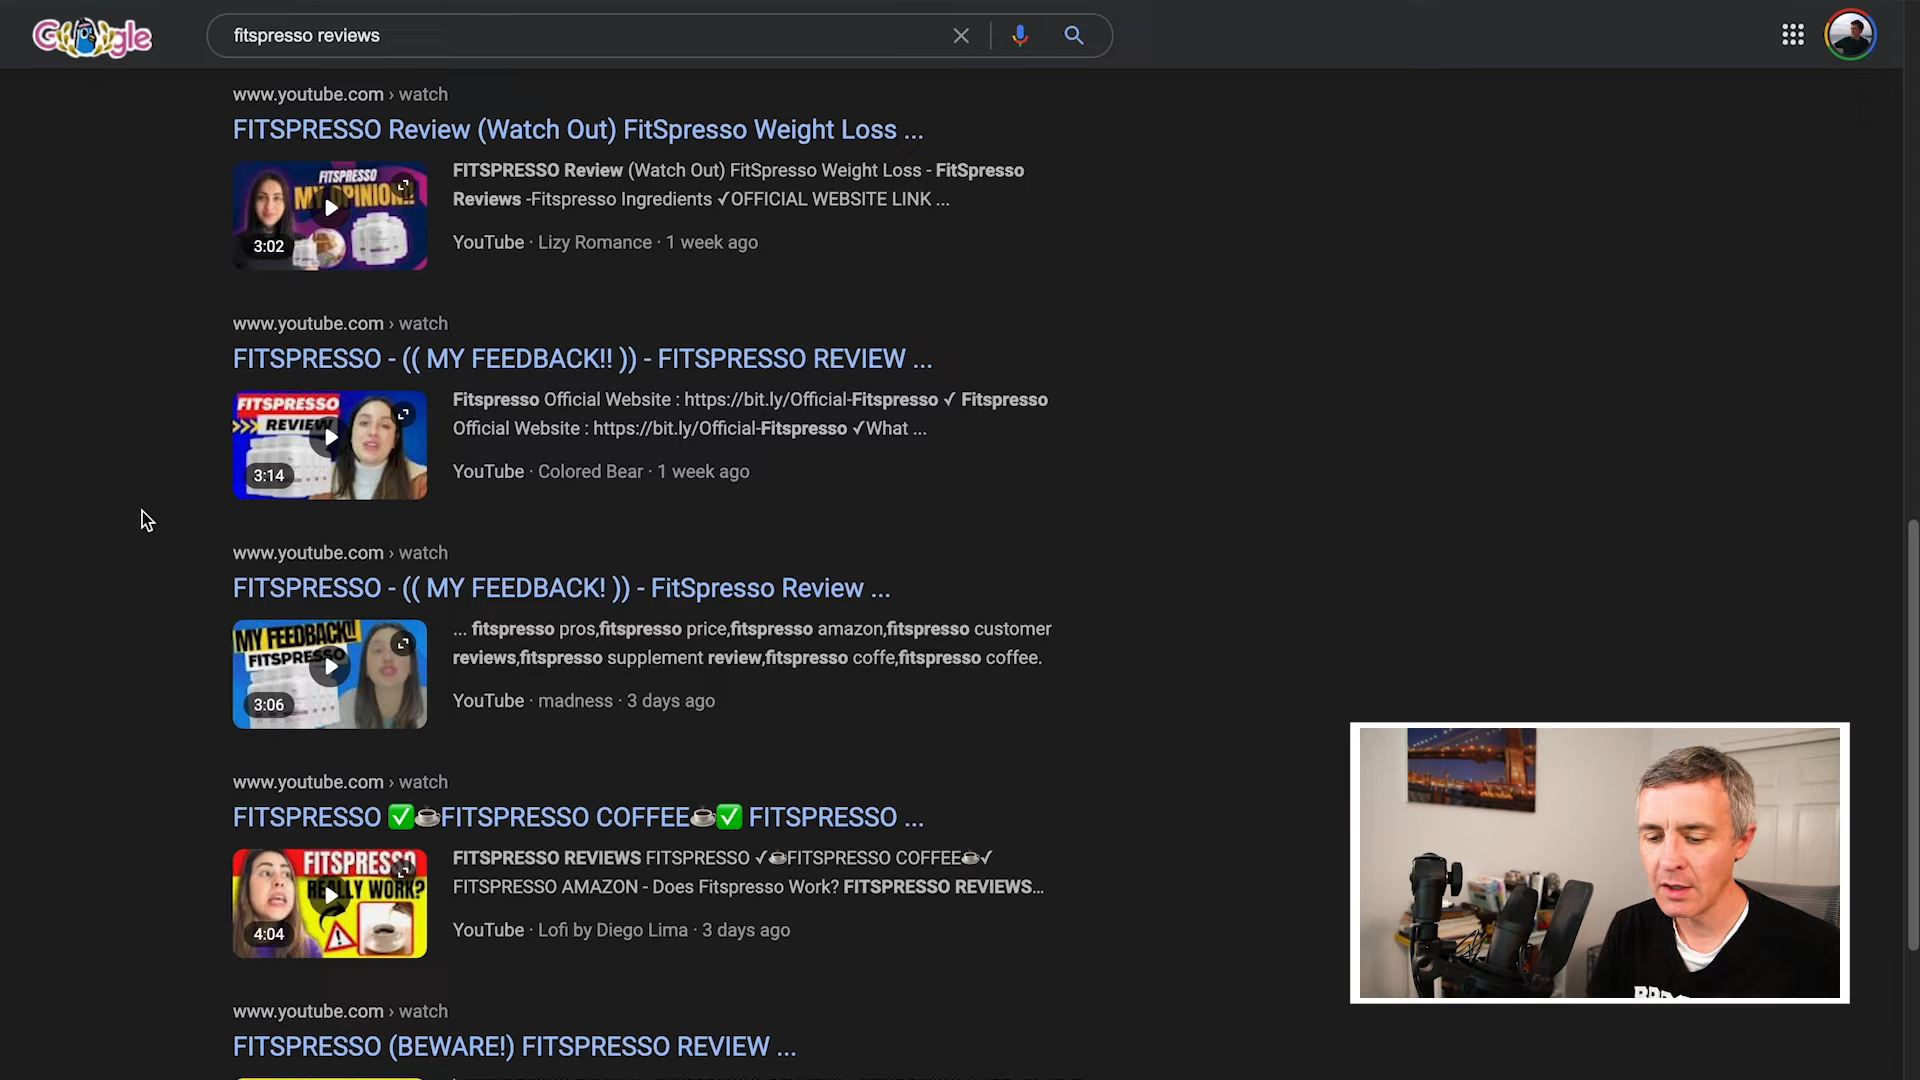 Google
fitspresso reviews
www.youtube.com › watch
FITSPRESSO Review (Watch Out) FitSpresso Weight Loss ...
FITSPRESSO
MY OPINION!!
3:02
FITSPRESSO Review (Watch Out) FitSpresso Weight Loss - FitSpresso
Reviews -Fitspresso Ingredients ✓OFFICIAL WEBSITE LINK ...
YouTube · Lizy Romance · 1 week ago
www.youtube.com › watch
FITSPRESSO - (( MY FEEDBACK!! )) - FITSPRESSO REVIEW ...
FITSPRESSO
REVIEW
3:14
Fitspresso Official Website : https://bit.ly/Official-Fitspresso ✓ Fitspresso
Official Website : https://bit.ly/Official-Fitspresso ✓What ...
YouTube · Colored Bear · 1 week ago
www.youtube.com › watch
FITSPRESSO - (( MY FEEDBACK! )) - FitSpresso Review ...
MY FEEDBACK!!
FITSPRESSO
3:06
... fitspresso pros,fitspresso price,fitspresso amazon,fitspresso customer
reviews,fitspresso supplement review,fitspresso coffe,fitspresso coffee.
YouTube · madness · 3 days ago
www.youtube.com › watch
FITSPRESSO ✅☕FITSPRESSO COFFEE☕✅ FITSPRESSO ...
FITSPRESSO
REALLY WORK?
4:04
FITSPRESSO REVIEWS FITSPRESSO ✓☕FITSPRESSO COFFEE☕✓
FITSPRESSO AMAZON - Does Fitspresso Work? FITSPRESSO REVIEWS...
YouTube · Lofi by Diego Lima · 3 days ago
www.youtube.com › watch
FITSPRESSO (BEWARE!) FITSPRESSO REVIEW ...